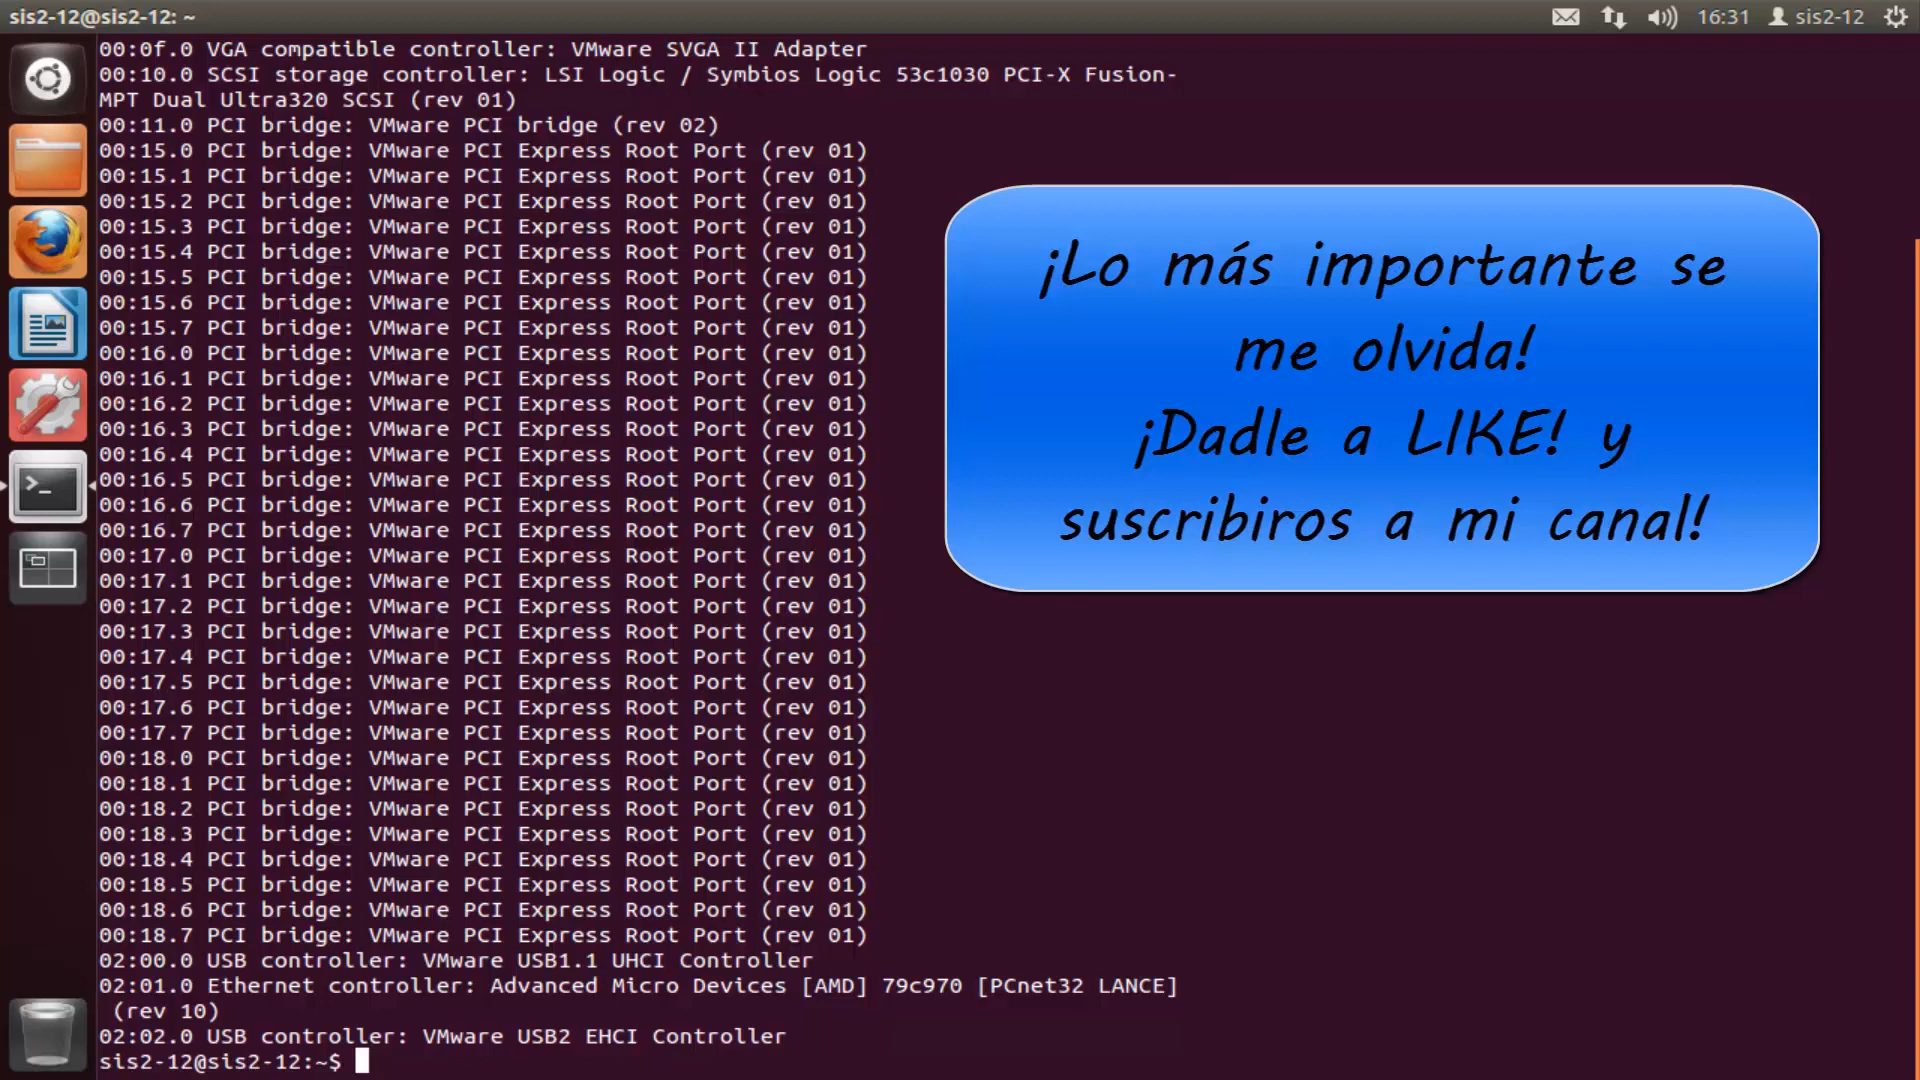 sis2-12@sis2-12: ~
16:31 sis2-12
00:0f.0 VGA compatible controller: VMware SVGA II Adapter
00:10.0 SCSI storage controller: LSI Logic / Symbios Logic 53c1030 PCI-X Fusion-
MPT Dual Ultra320 SCSI (rev 01)
00:11.0 PCI bridge: VMware PCI bridge (rev 02)
00:15.0 PCI bridge: VMware PCI Express Root Port (rev 01)
00:15.1 PCI bridge: VMware PCI Express Root Port (rev 01)
00:15.2 PCI bridge: VMware PCI Express Root Port (rev 01)
00:15.3 PCI bridge: VMware PCI Express Root Port (rev 01)
00:15.4 PCI bridge: VMware PCI Express Root Port (rev 01)
00:15.5 PCI bridge: VMware PCI Express Root Port (rev 01)
00:15.6 PCI bridge: VMware PCI Express Root Port (rev 01)
00:15.7 PCI bridge: VMware PCI Express Root Port (rev 01)
00:16.0 PCI bridge: VMware PCI Express Root Port (rev 01)
00:16.1 PCI bridge: VMware PCI Express Root Port (rev 01)
00:16.2 PCI bridge: VMware PCI Express Root Port (rev 01)
00:16.3 PCI bridge: VMware PCI Express Root Port (rev 01)
00:16.4 PCI bridge: VMware PCI Express Root Port (rev 01)
00:16.5 PCI bridge: VMware PCI Express Root Port (rev 01)
00:16.6 PCI bridge: VMware PCI Express Root Port (rev 01)
00:16.7 PCI bridge: VMware PCI Express Root Port (rev 01)
00:17.0 PCI bridge: VMware PCI Express Root Port (rev 01)
00:17.1 PCI bridge: VMware PCI Express Root Port (rev 01)
00:17.2 PCI bridge: VMware PCI Express Root Port (rev 01)
00:17.3 PCI bridge: VMware PCI Express Root Port (rev 01)
00:17.4 PCI bridge: VMware PCI Express Root Port (rev 01)
00:17.5 PCI bridge: VMware PCI Express Root Port (rev 01)
00:17.6 PCI bridge: VMware PCI Express Root Port (rev 01)
00:17.7 PCI bridge: VMware PCI Express Root Port (rev 01)
00:18.0 PCI bridge: VMware PCI Express Root Port (rev 01)
00:18.1 PCI bridge: VMware PCI Express Root Port (rev 01)
00:18.2 PCI bridge: VMware PCI Express Root Port (rev 01)
00:18.3 PCI bridge: VMware PCI Express Root Port (rev 01)
00:18.4 PCI bridge: VMware PCI Express Root Port (rev 01)
00:18.5 PCI bridge: VMware PCI Express Root Port (rev 01)
00:18.6 PCI bridge: VMware PCI Express Root Port (rev 01)
00:18.7 PCI bridge: VMware PCI Express Root Port (rev 01)
02:00.0 USB controller: VMware USB1.1 UHCI Controller
02:01.0 Ethernet controller: Advanced Micro Devices [AMD] 79c970 [PCnet32 LANCE]
(rev 10)
02:02.0 USB controller: VMware USB2 EHCI Controller
sis2-12@sis2-12:~$
¡Lo más importante se
me olvida!
¡Dadle a LIKE! y
suscribiros a mi canal!